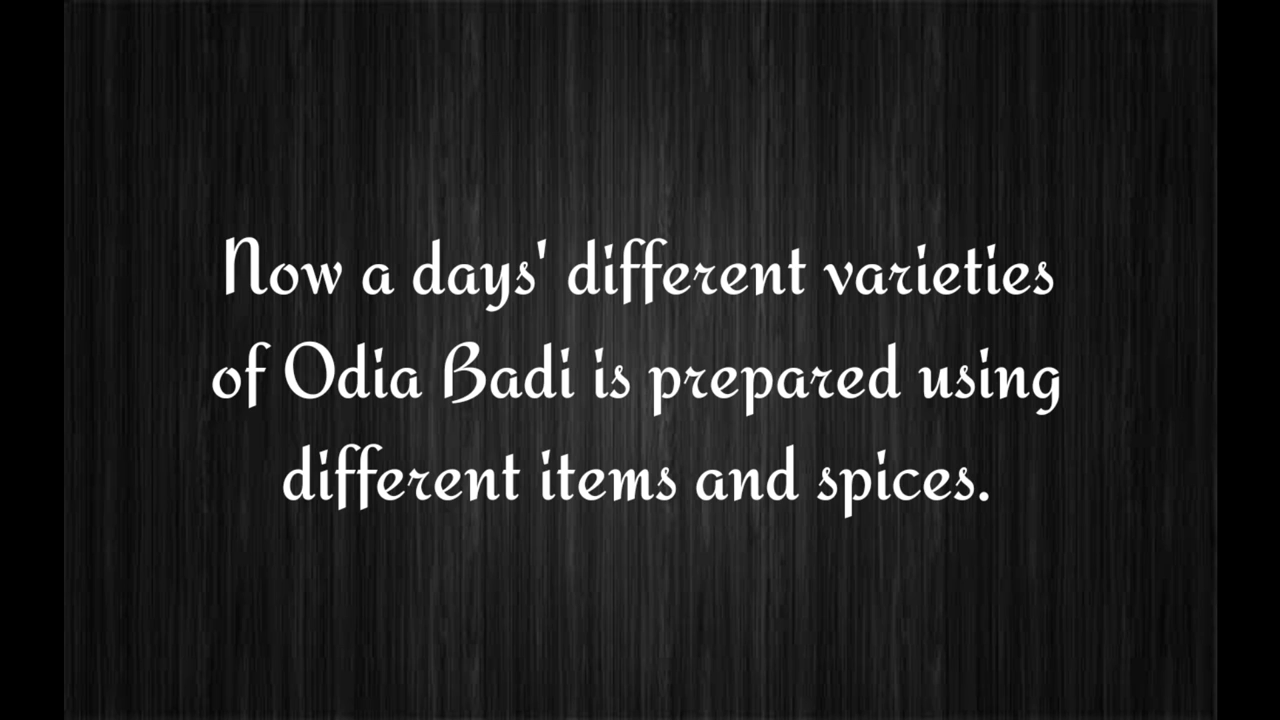 Now a days' different varieties
of Odia Badi is prepared using
different items and spices.